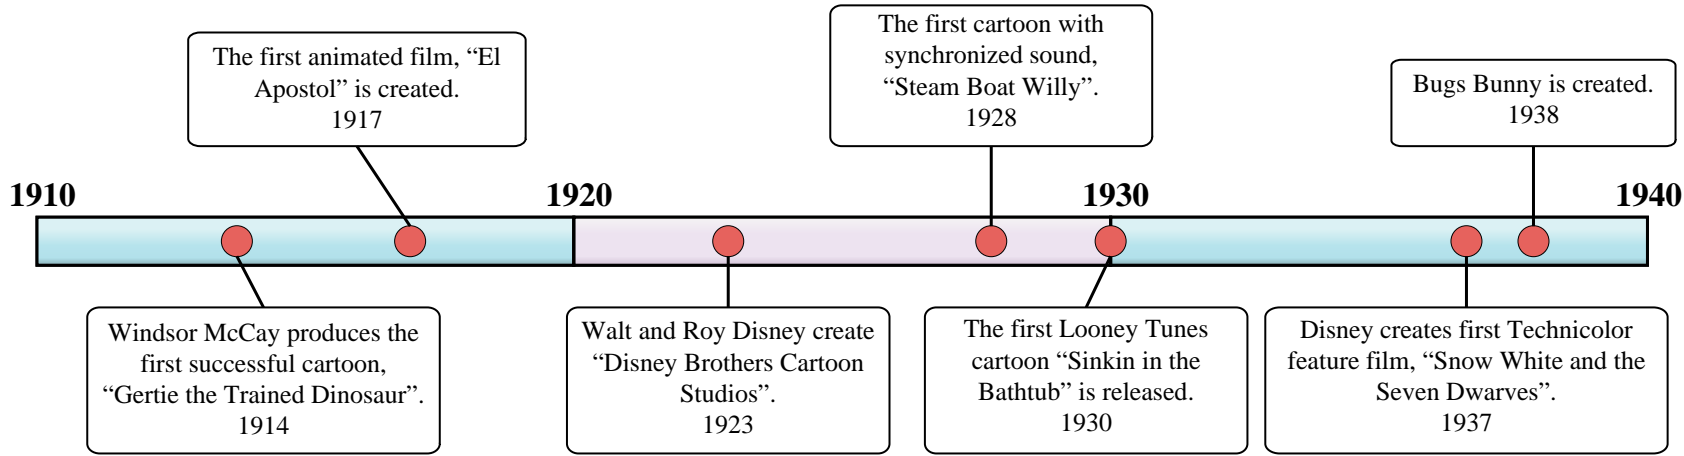 The first animated film, “El
Apostol” is created.
1917
The first cartoon with
synchronized sound,
“Steam Boat Willy”.
1928
Bugs Bunny is created.
1938
1910
1920
1930
1940
Windsor McCay produces the
first successful cartoon,
“Gertie the Trained Dinosaur”.
1914
Walt and Roy Disney create
“Disney Brothers Cartoon
Studios”.
1923
The first Looney Tunes
cartoon “Sinkin in the
Bathtub” is released.
1930
Disney creates first Technicolor
feature film, “Snow White and the
Seven Dwarves”.
1937